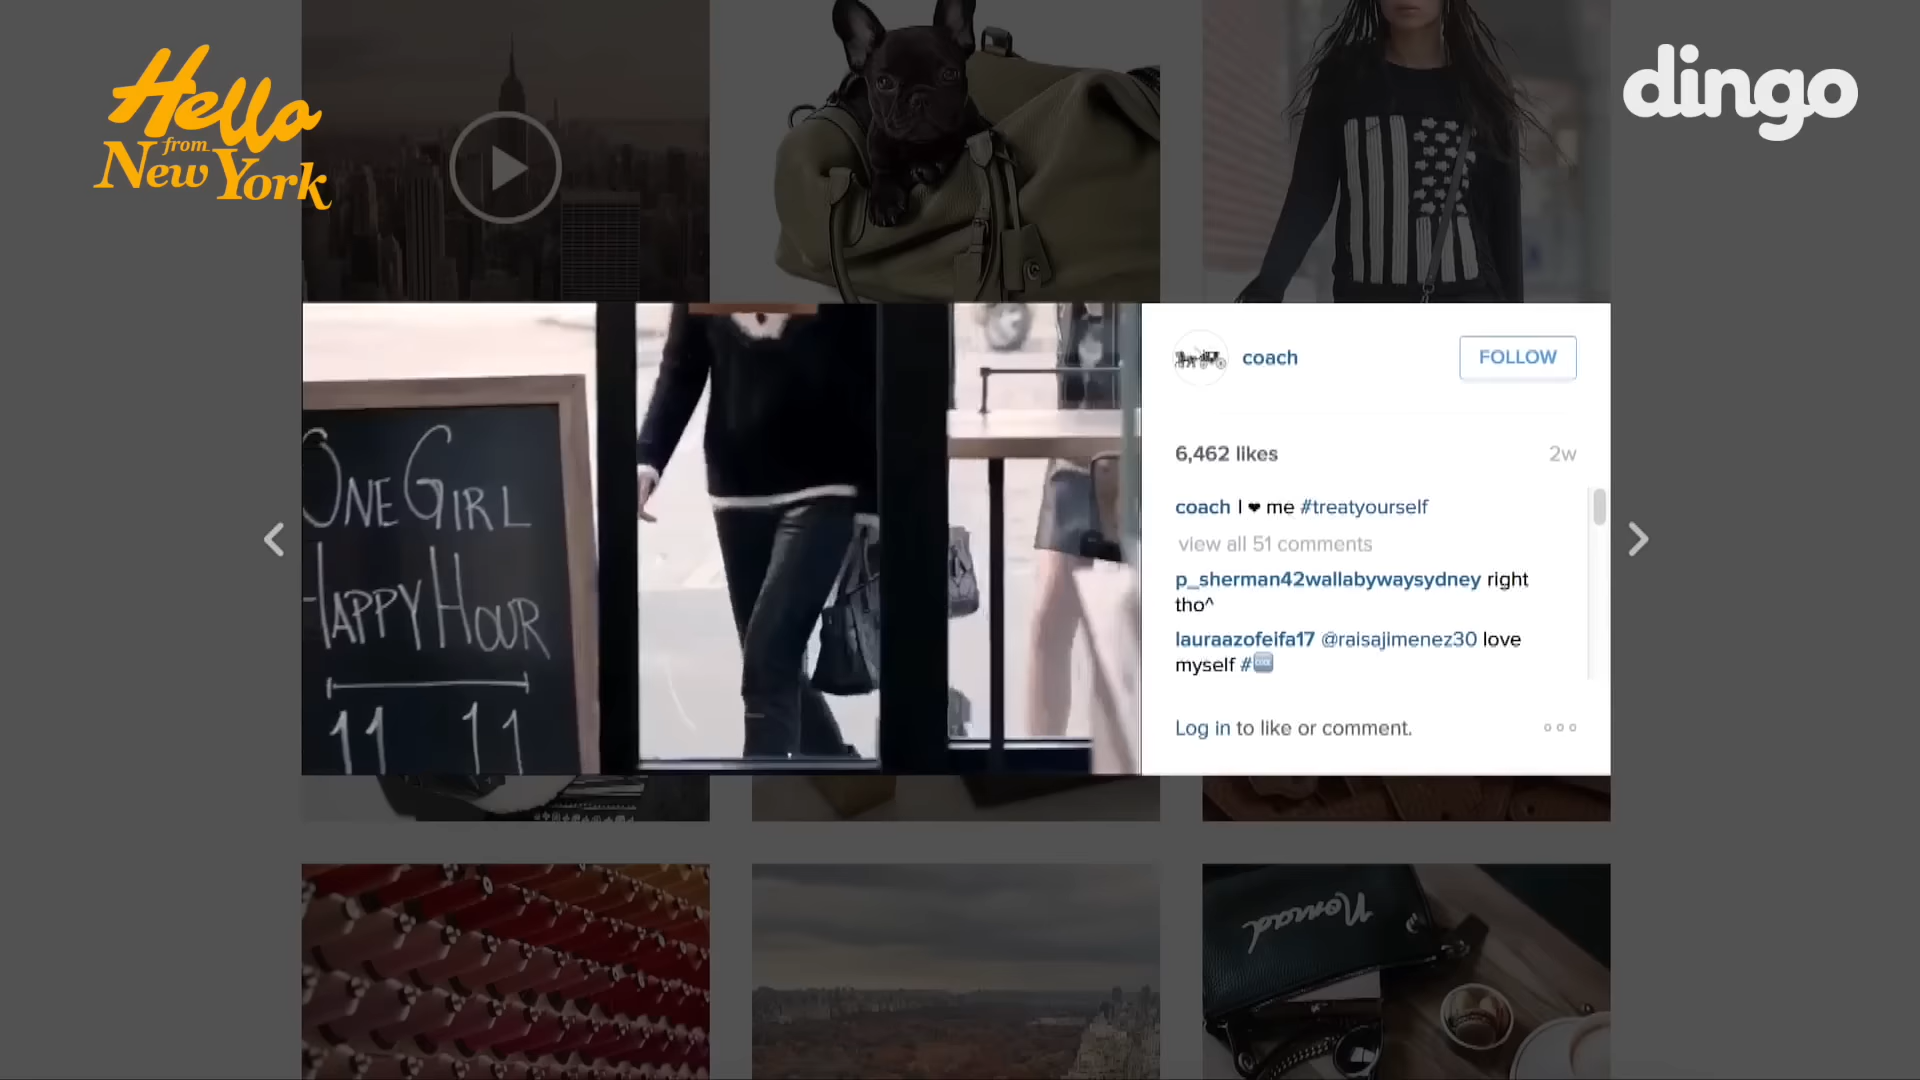 Hello
from
New York
dingo
ONE GIRL
HAPPY HOUR
11 11
coach
FOLLOW
6,462 likes
2w
coach I ❤ me #treatyourself
view all 51 comments
p_sherman42wallabywaysydney right
tho^
lauraazofeifa17 @raisajimenez30 love
myself #🆒
Log in to like or comment.
Nomad